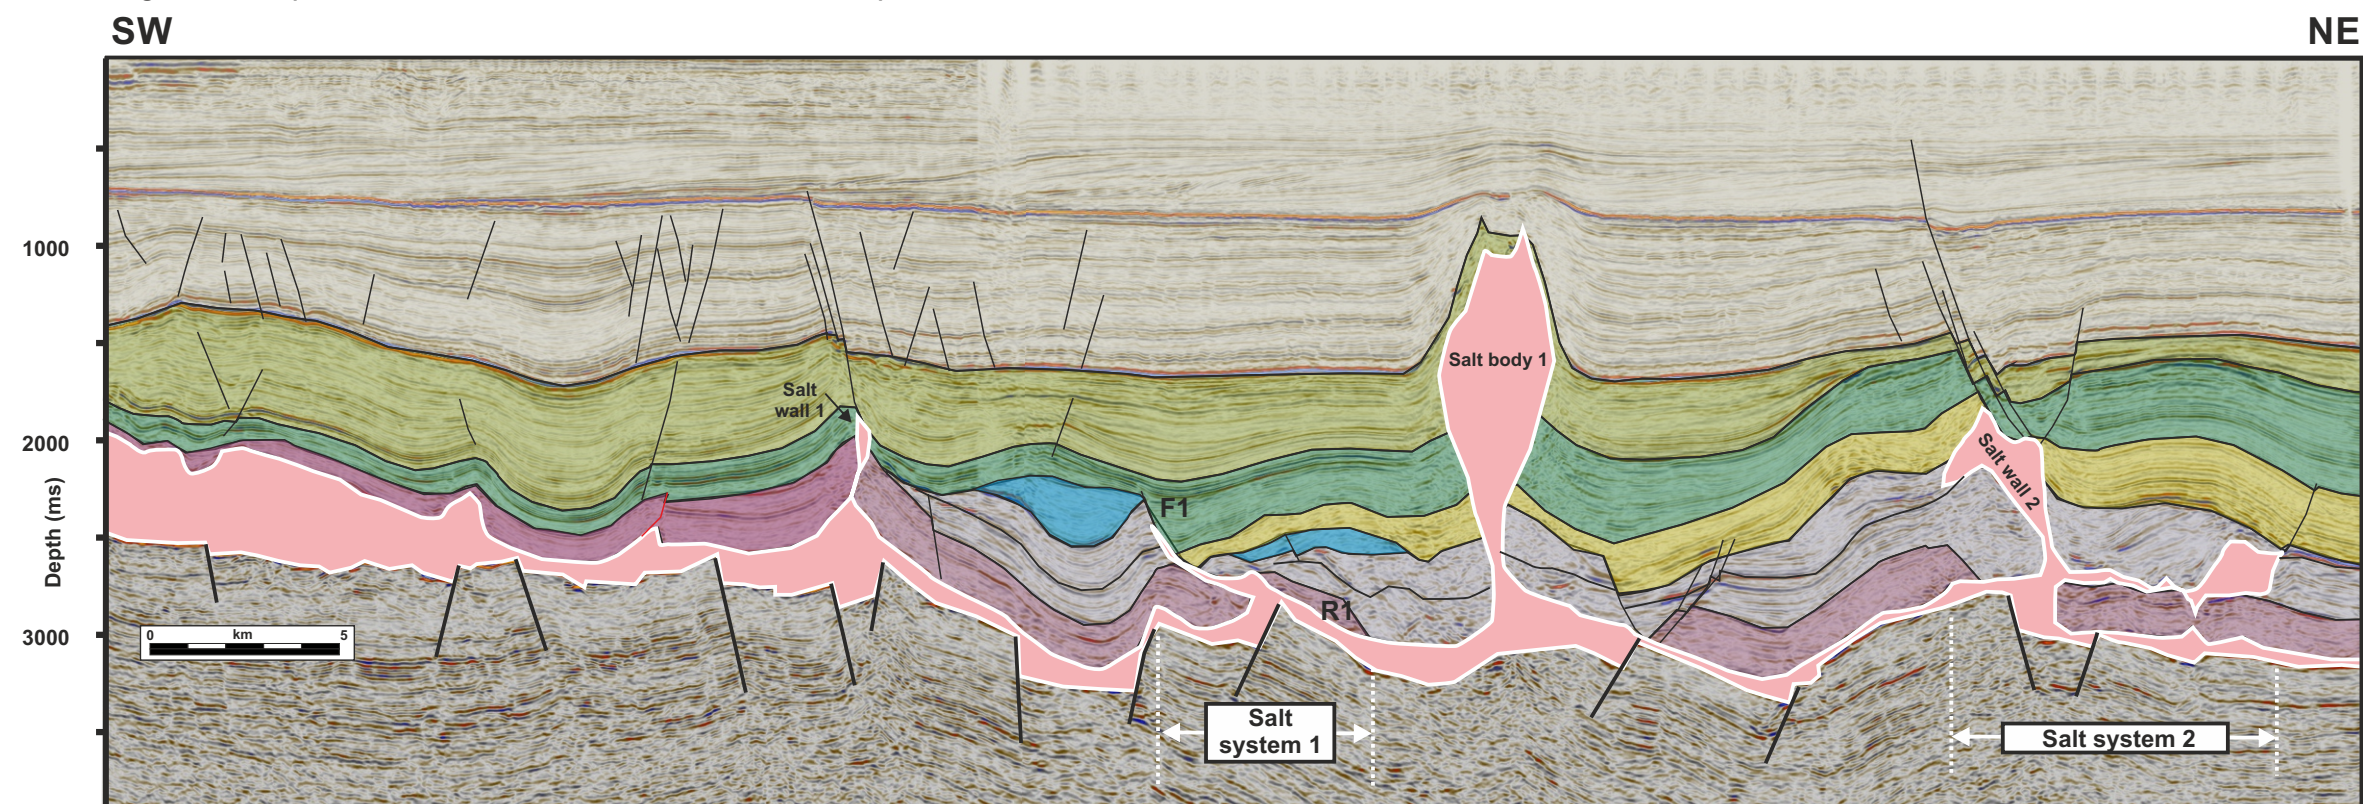 SW
NE
1000
2000
3000
Depth (ms)
Salt
wall 1
Salt body 1
F1
R1
Salt wall 2
0 km 5
Salt
system 1
Salt system 2